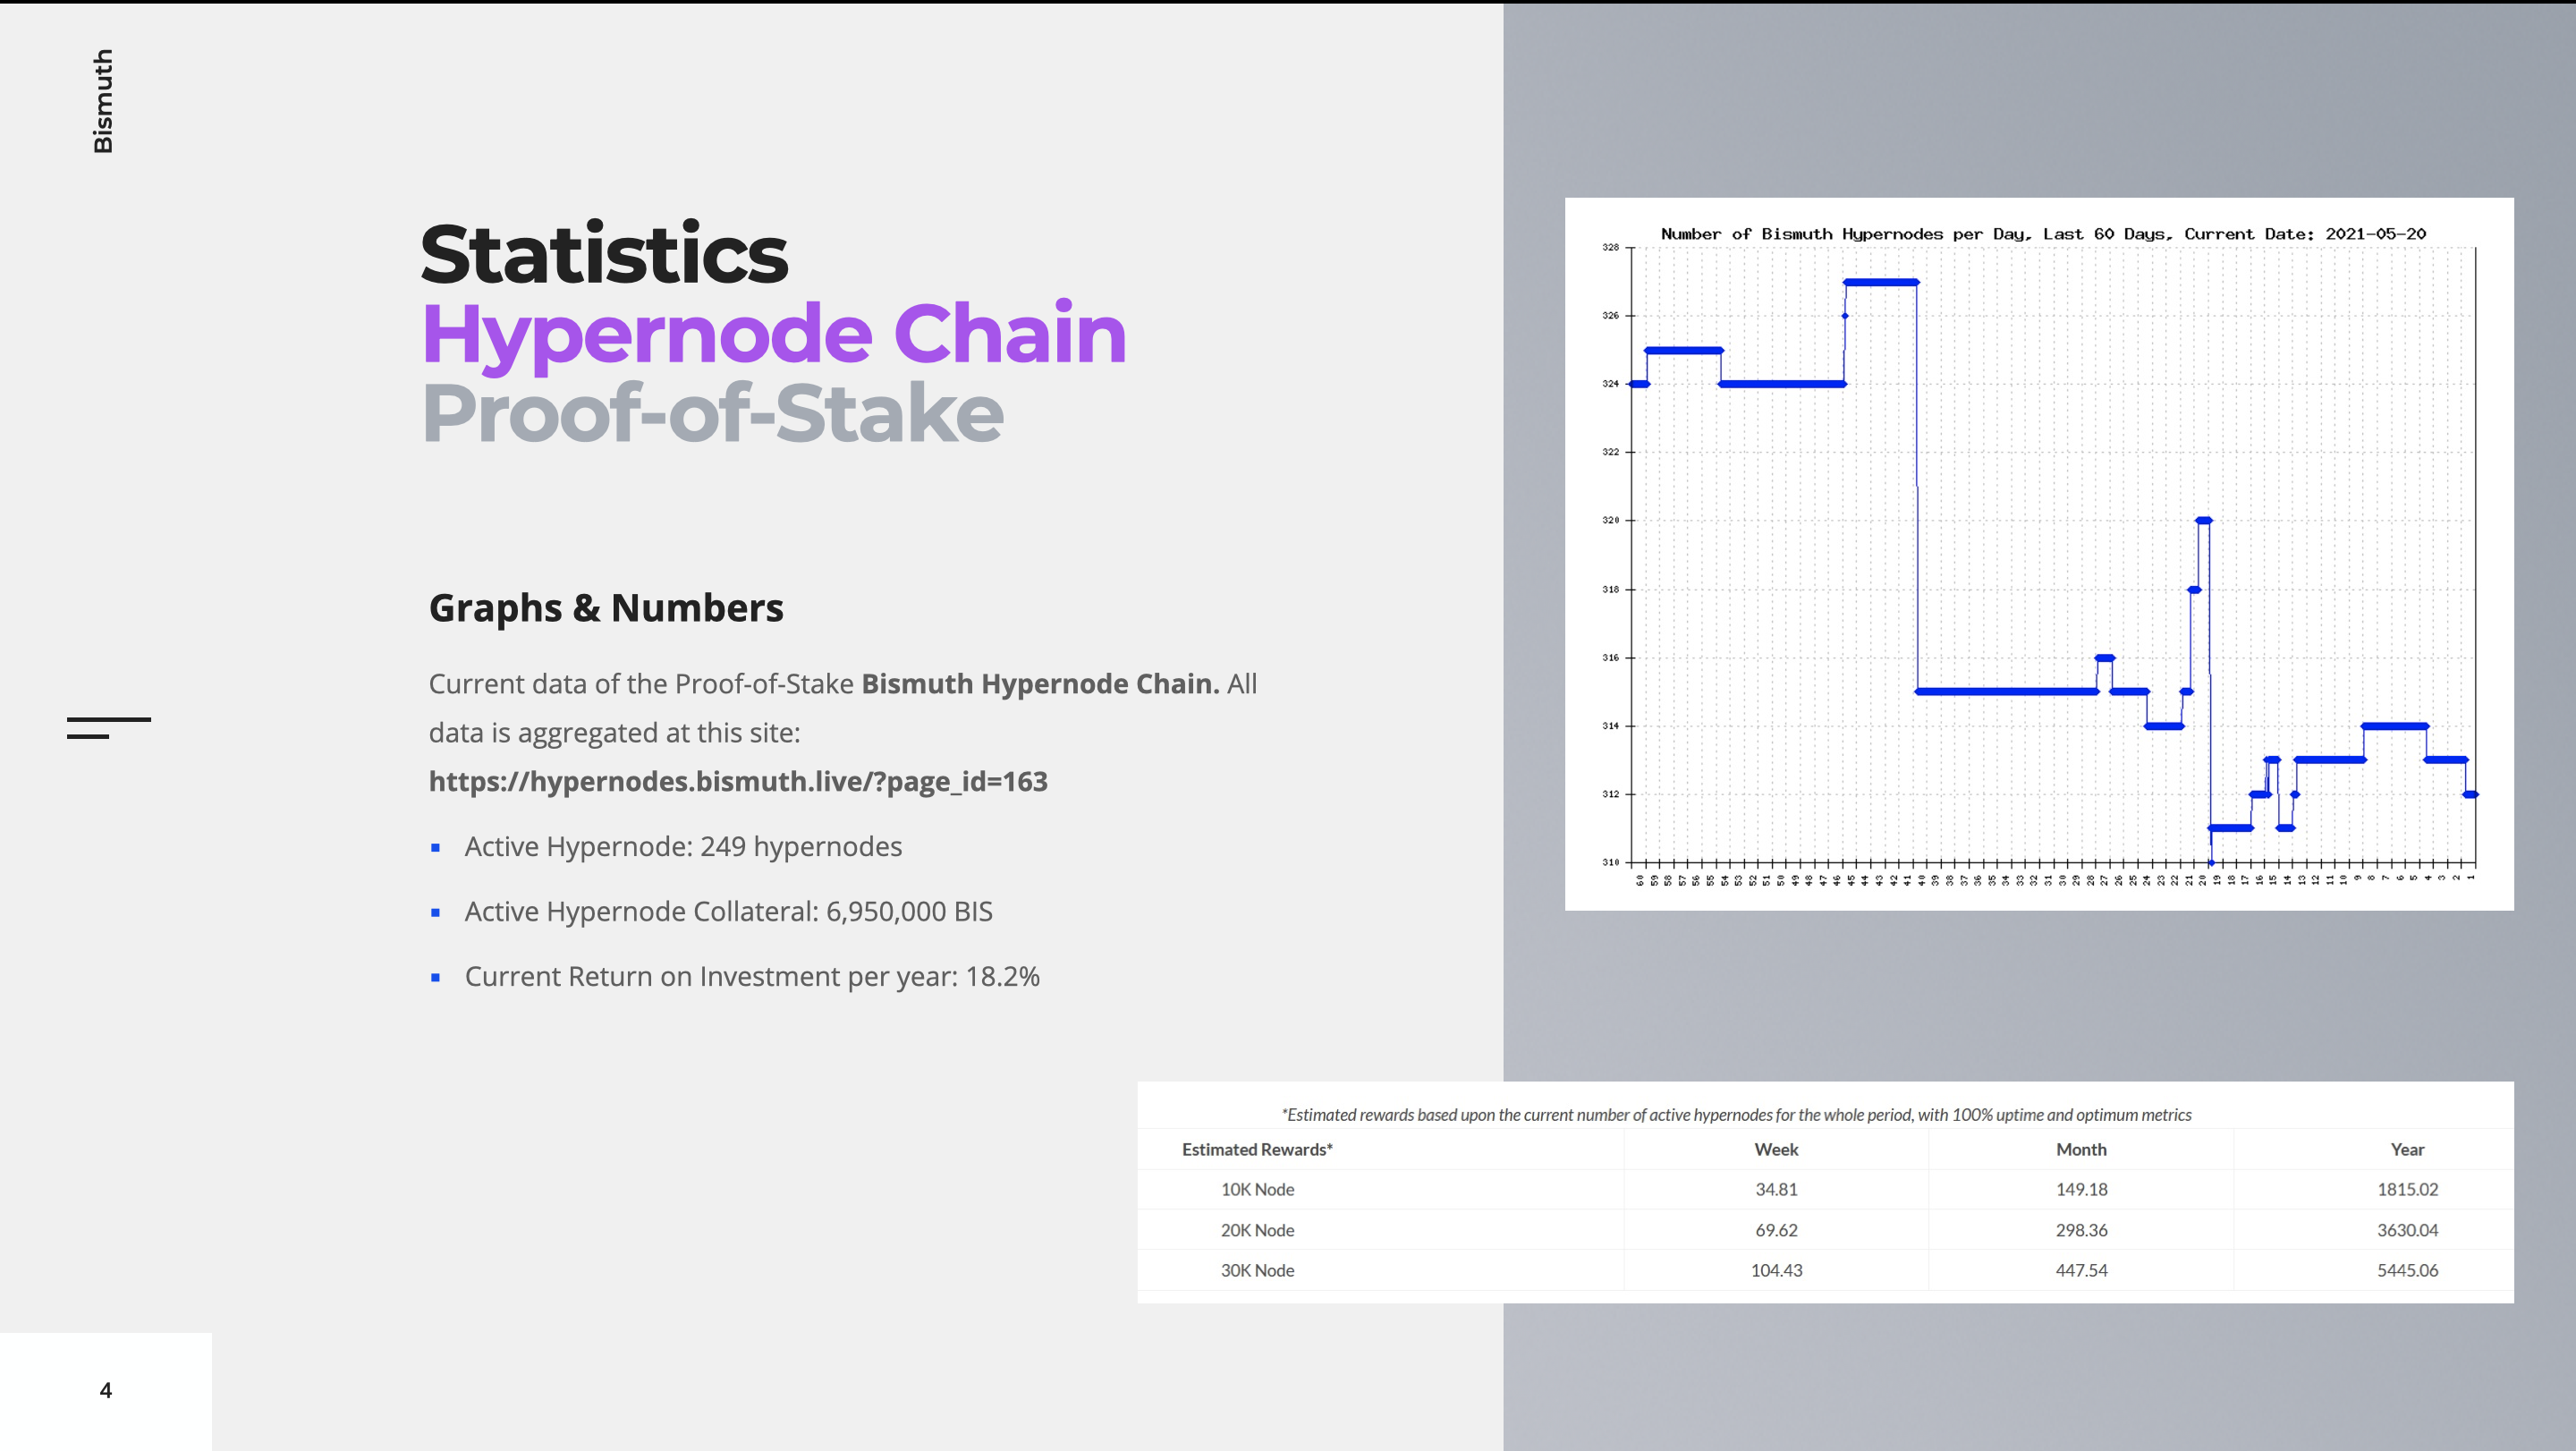 Bismuth
Statistics
Hypernode Chain
Proof-of-Stake
Graphs & Numbers
Current data of the Proof-of-Stake Bismuth Hypernode Chain. All
data is aggregated at this site:
https://hypernodes.bismuth.live/?page_id=163
▪ Active Hypernode: 249 hypernodes
▪ Active Hypernode Collateral: 6,950,000 BIS
▪ Current Return on Investment per year: 18.2%
Number of Bismuth Hypernodes per Day, Last 60 Days, Current Date: 2021-05-20
328
326
324
322
320
318
316
314
312
310
60 59 58 57 56 55 54 53 52 51 50 49 48 47 46 45 44 43 42 41 40 39 38 37 36 35 34 33 32 31 30 29 28 27 26 25 24 23 22 21 20 19 18 17 16 15 14 13 12 11 10 9 8 7 6 5 4 3 2 1
*Estimated rewards based upon the current number of active hypernodes for the whole period, with 100% uptime and optimum metrics
Estimated Rewards* Week Month Year
10K Node 34.81 149.18 1815.02
20K Node 69.62 298.36 3630.04
30K Node 104.43 447.54 5445.06
4